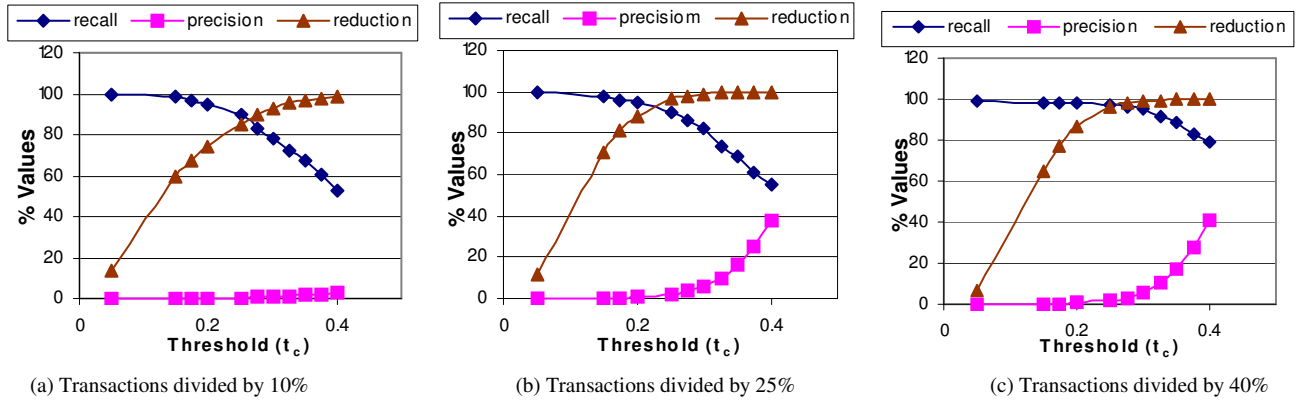 recall precision reduction
120
100
80
60
40
20
0
% Values
0 0.2 0.4
Threshold (t c)
(a) Transactions divided by 10%
recall precisiom reduction
120
100
80
60
40
20
0
% Values
0 0.2 0.4
Threshold (t c)
(b) Transactions divided by 25%
recall precision reduction
120
100
80
60
40
20
0
% Values
0 0.2 0.4
Threshold (t c)
(c) Transactions divided by 40%